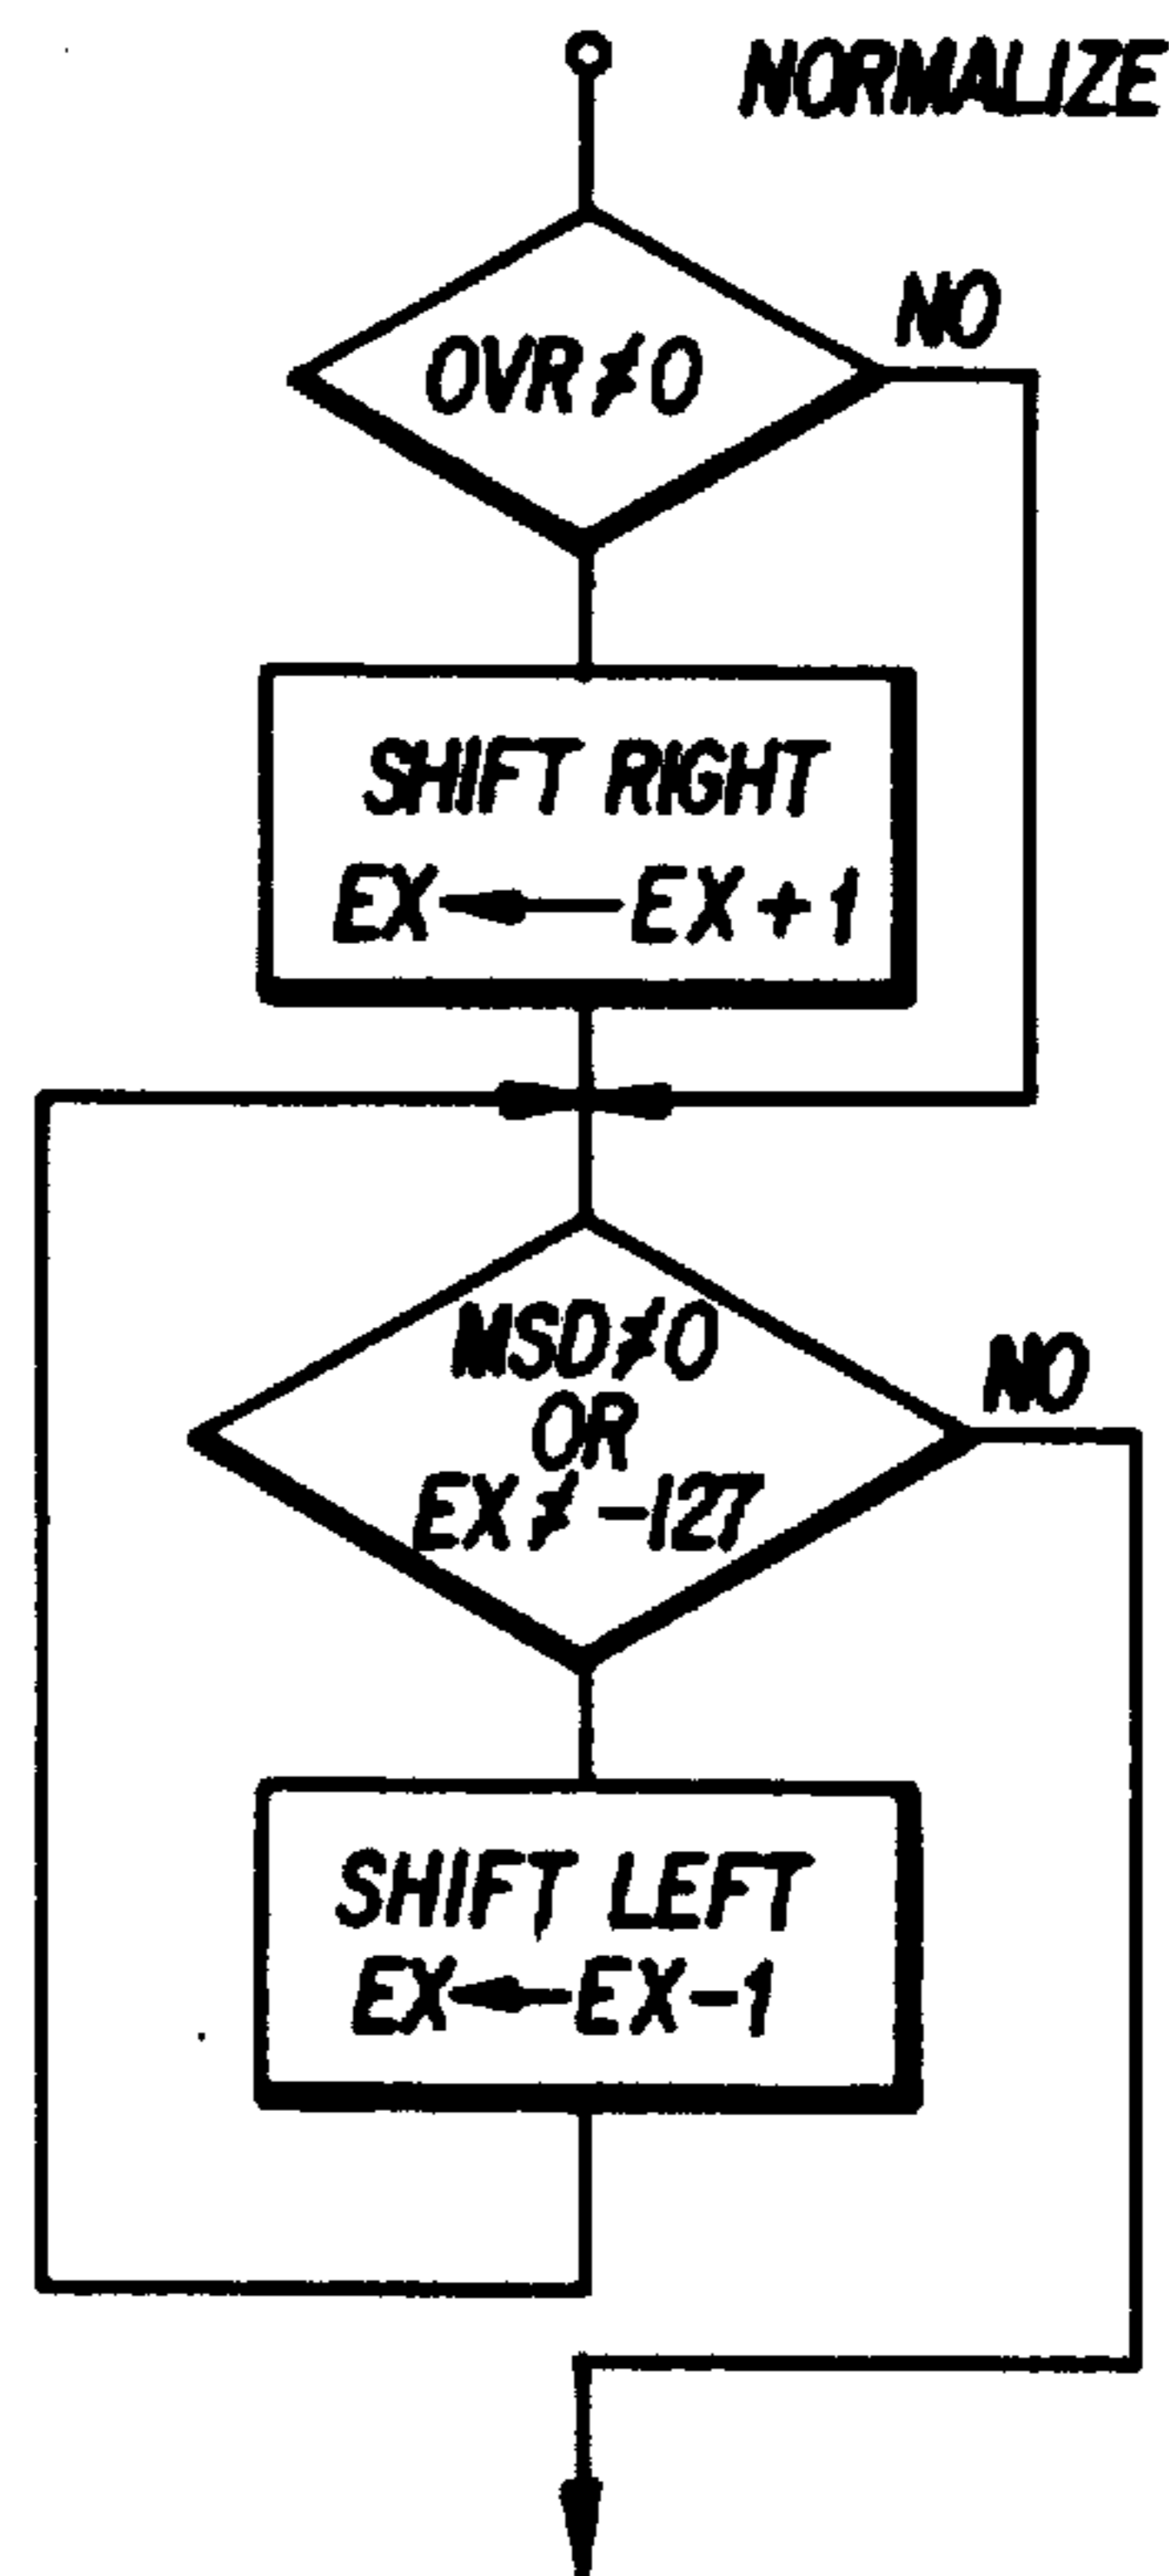 NORMALIZE
OVR≠0
NO
SHIFT RIGHT
EX←EX+1
MSD≠0
OR
EX≠-127
NO
SHIFT LEFT
EX←EX-1